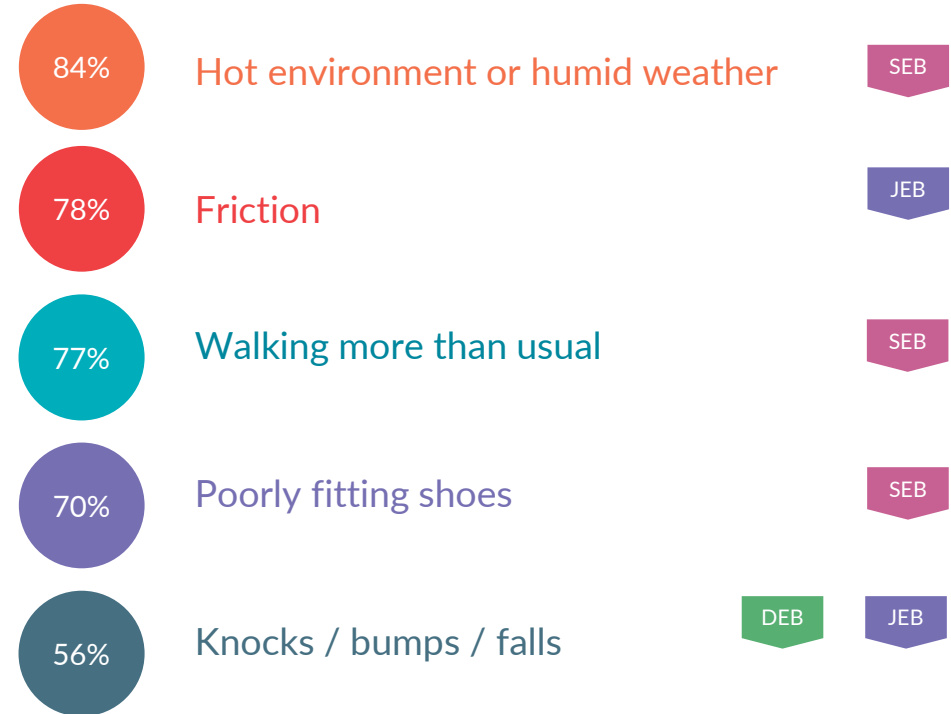 84% Hot environment or humid weather SEB
78% Friction JEB
77% Walking more than usual SEB
70% Poorly fitting shoes SEB
56% Knocks / bumps / falls DEB JEB